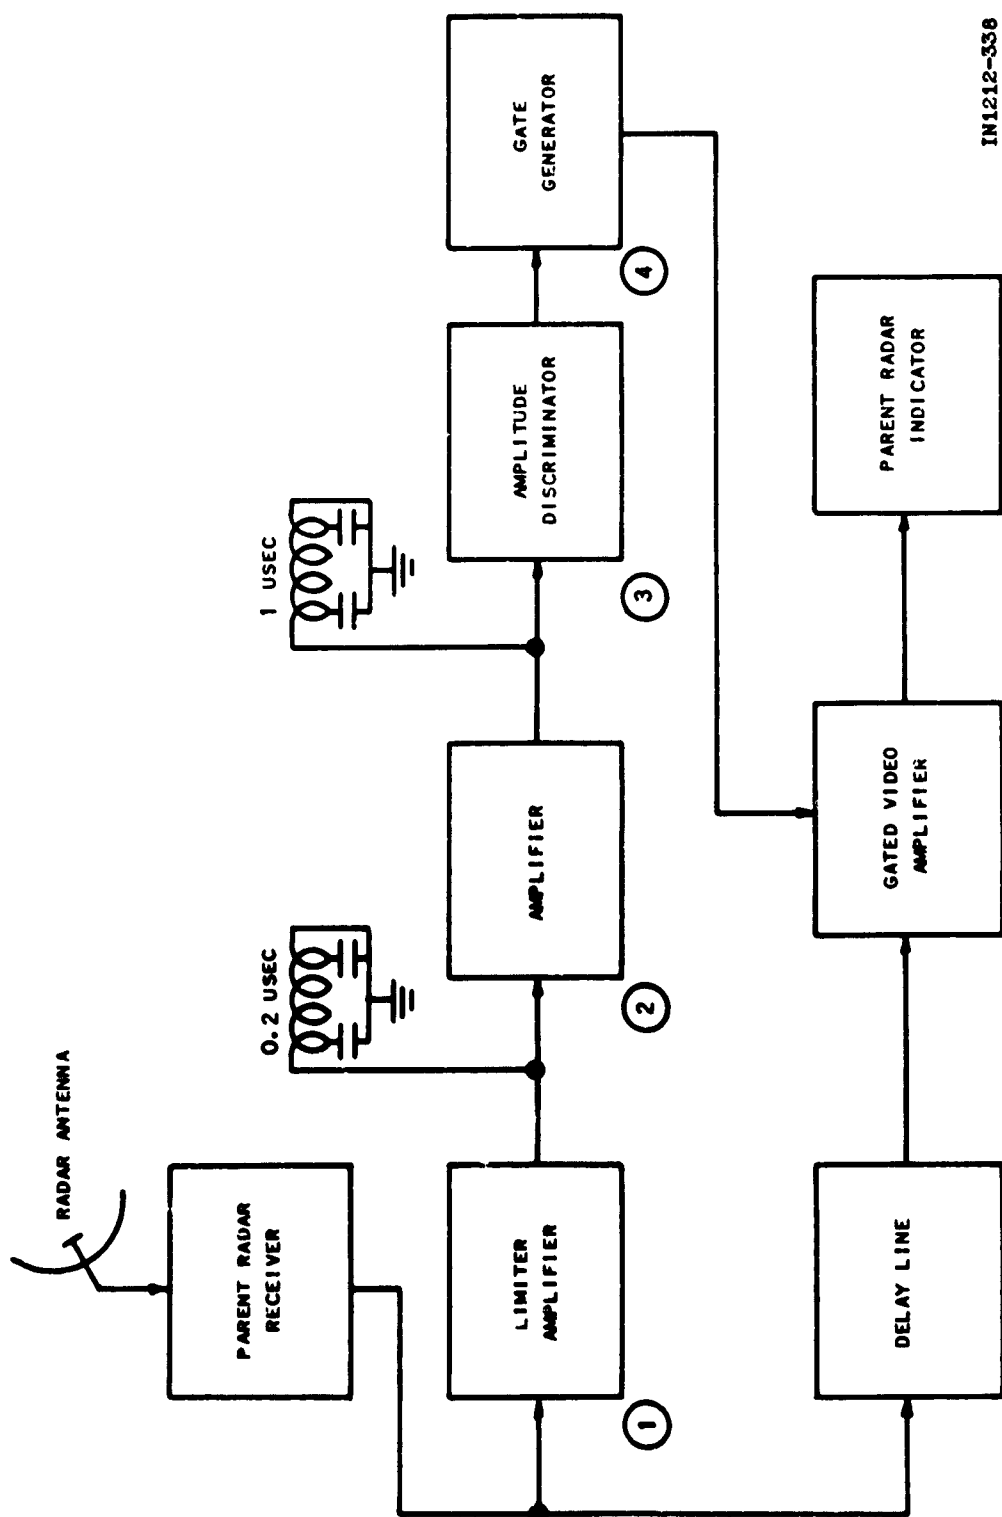 RADAR ANTENNA
PARENT RADAR
RECEIVER
0.2 USEC
1 USEC
LIMITER
AMPLIFIER
AMPLIFIER
AMPLITUDE
DISCRIMINATOR
GATE
GENERATOR
1
2
3
4
DELAY LINE
GATED VIDEO
AMPLIFIER
PARENT RADAR
INDICATOR
IN1212-338